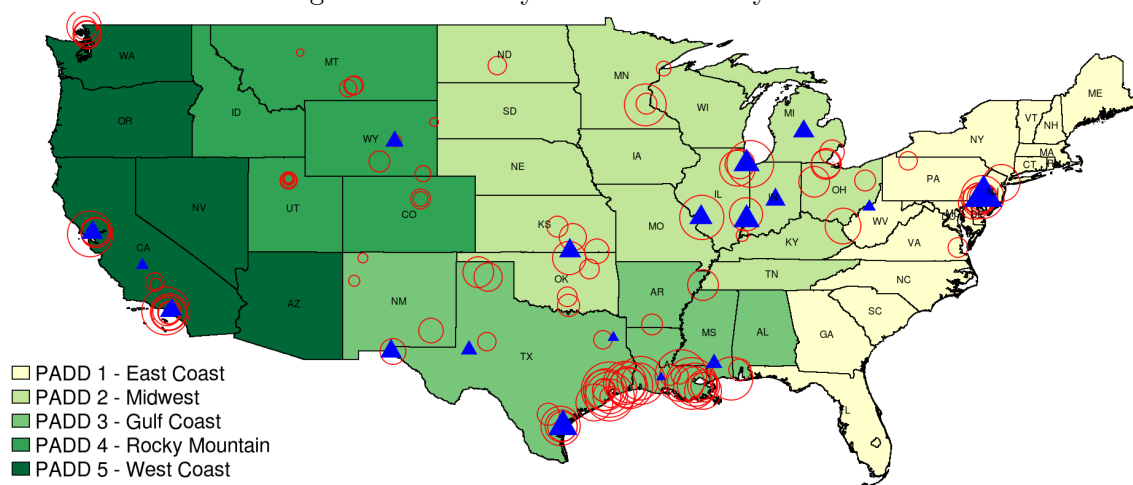 WA
MT
ND
MN
ME
VT
NH
OR
ID
WI
MI
NY
SD
WY
MA
CT
IA
PA
NE
NV
UT
CO
IL
IN
OH
WV
KS
MO
VA
CA
KY
OK
TN
NC
AZ
NM
AR
SC
MS
AL
GA
TX
LA
PADD 1 - East Coast
PADD 2 - Midwest
PADD 3 - Gulf Coast
PADD 4 - Rocky Mountain
PADD 5 - West Coast